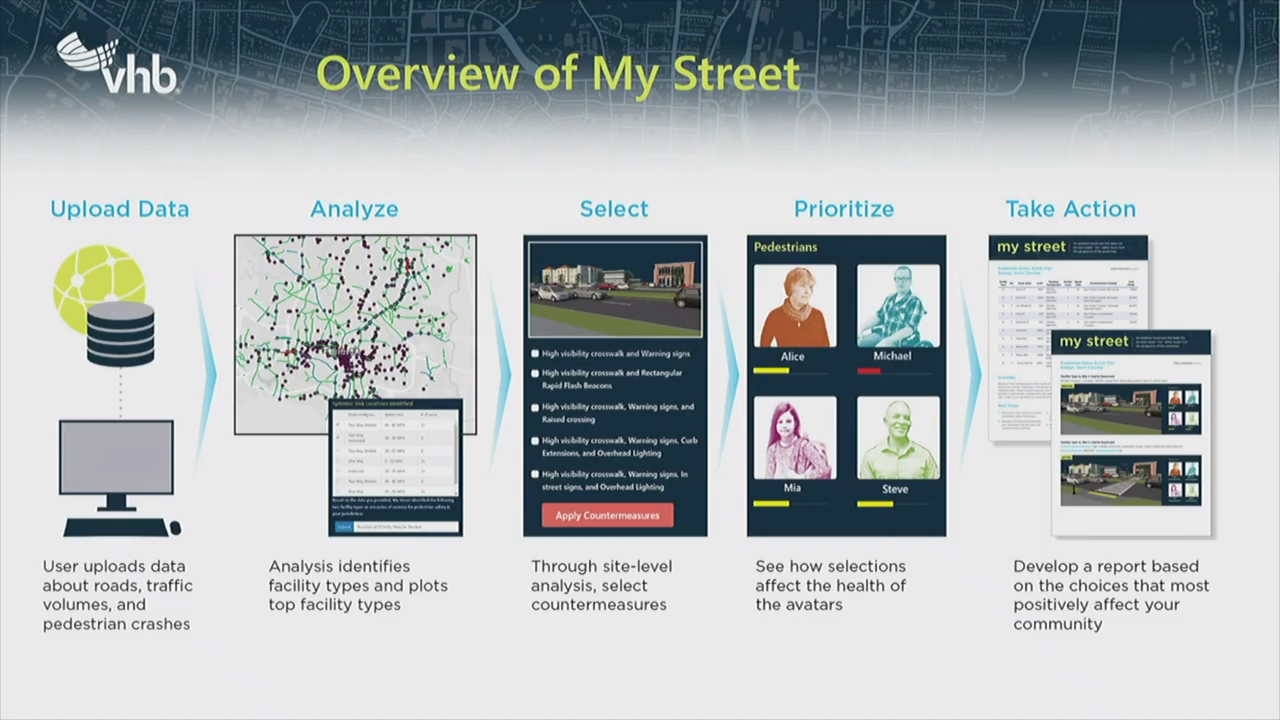 vhb
Overview of My Street
Upload Data
Analyze
Select
Prioritize
Take Action
User uploads data
about roads, traffic
volumes, and
pedestrian crashes
Analysis identifies
facility types and plots
top facility types
High visibility crosswalk and Warning signs
High visibility crosswalk and Rectangular
Rapid Flash Beacons
High visibility crosswalk, Warning signs, and
Raised crossing
High visibility crosswalk, Warning signs, Curb
Extensions, and Overhead Lighting
High visibility crosswalk, Warning signs, In
street signs, and Overhead Lighting
Apply Countermeasures
Through site-level
analysis, select
countermeasures
Pedestrians
Alice
Michael
Mia
Steve
See how selections
affect the health of
the avatars
my street
my street
Develop a report based
on the choices that most
positively affect your
community